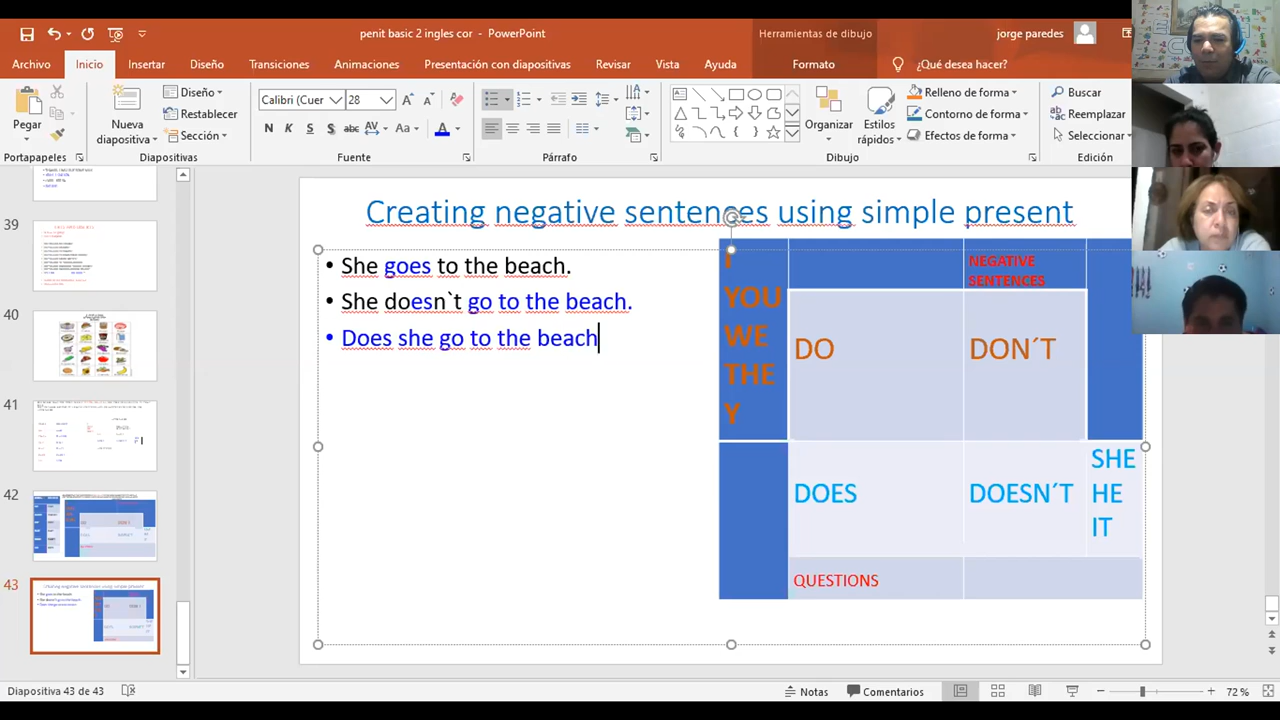 penit basic 2 ingles cor - PowerPoint
Herramientas de dibujo
jorge paredes
Archivo
Inicio
Insertar
Diseño
Transiciones
Animaciones
Presentación con diapositivas
Revisar
Vista
Ayuda
Formato
¿Qué desea hacer?
Pegar
Portapapeles
Nueva
diapositiva
Diseño
Restablecer
Sección
Diapositivas
Calibri (Cuer
28
N K S S abc AV Aa A
Fuente
Párrafo
Organizar
Estilos
rápidos
Relleno de forma
Contorno de forma
Efectos de forma
Dibujo
Buscar
Reemplazar
Seleccionar
Edición
39
40
41
42
43
Creating negative sentences using simple present
• She goes to the beach.
• She doesn`t go to the beach.
• Does she go to the beach
I
YOU
WE
THE
Y
NEGATIVE
SENTENCES
DO
DON´T
DOES
DOESN´T
SHE
HE
IT
QUESTIONS
Diapositiva 43 de 43
Notas
Comentarios
72 %